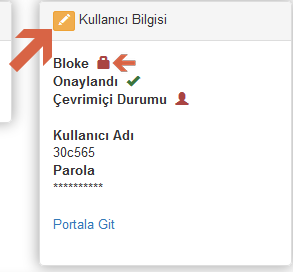 Kullanıcı Bilgisi
Bloke
Onaylandı
Çevrimiçi Durumu
Kullanıcı Adı
30c565
Parola
**********
Portala Git